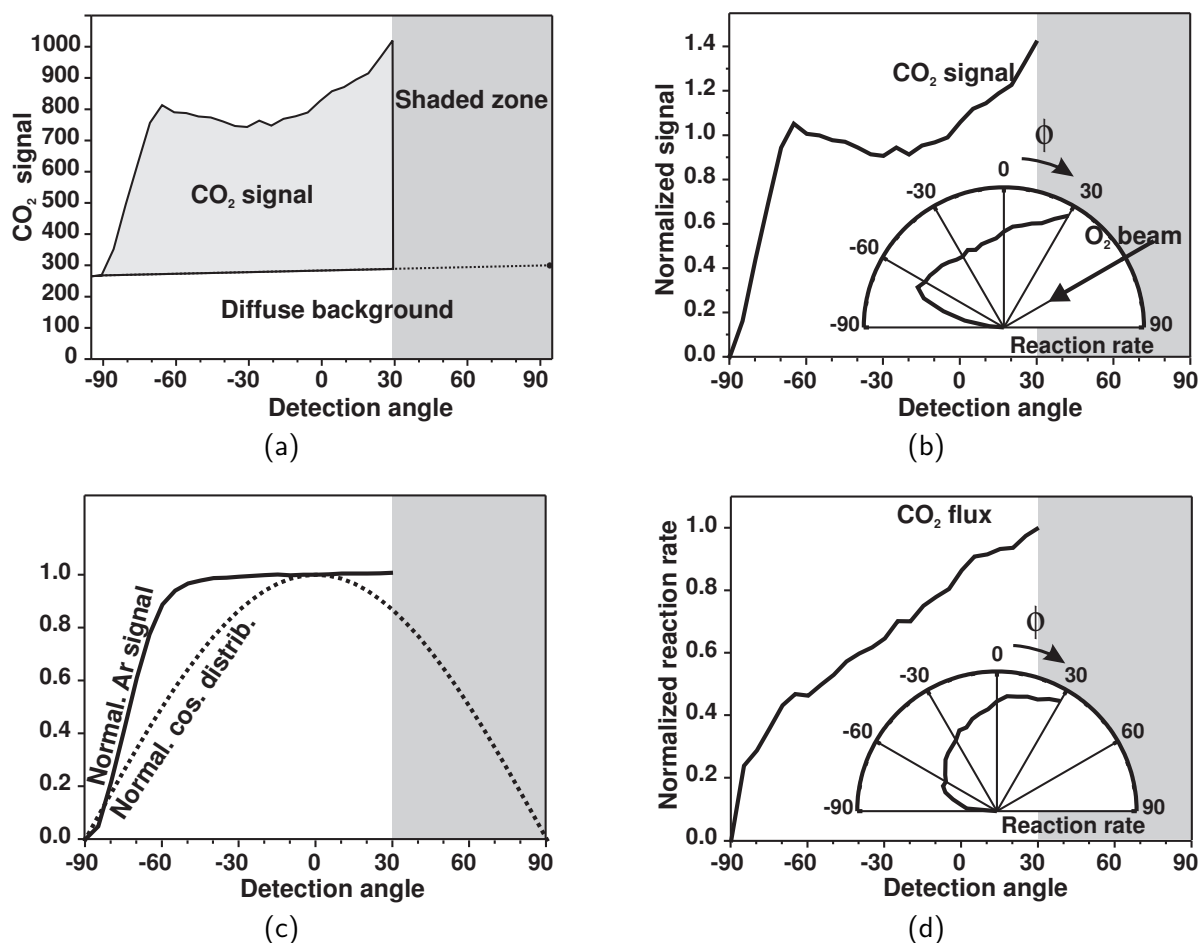 1000
900
800
700
600
500
400
300
200
100
0
CO₂ signal
Shaded zone
CO₂ signal
Diffuse background
-90 -60 -30 0 30 60 90
Detection angle
(a)
1.4
1.2
1.0
0.8
0.6
0.4
0.2
0.0
Normalized signal
CO₂ signal
ϕ
-90 -60 -30 0 30 60 90
O₂ beam
Reaction rate
-90 -60 -30 0 30 60 90
Detection angle
(b)
1.0
0.8
0.6
0.4
0.2
0.0
Normal. Ar signal
Normal. cos. distrib.
-90 -60 -30 0 30 60 90
Detection angle
(c)
1.0
0.8
0.6
0.4
0.2
0.0
Normalized reaction rate
CO₂ flux
ϕ
-90 -60 -30 0 30 60 90
Reaction rate
-90 -60 -30 0 30 60 90
Detection angle
(d)